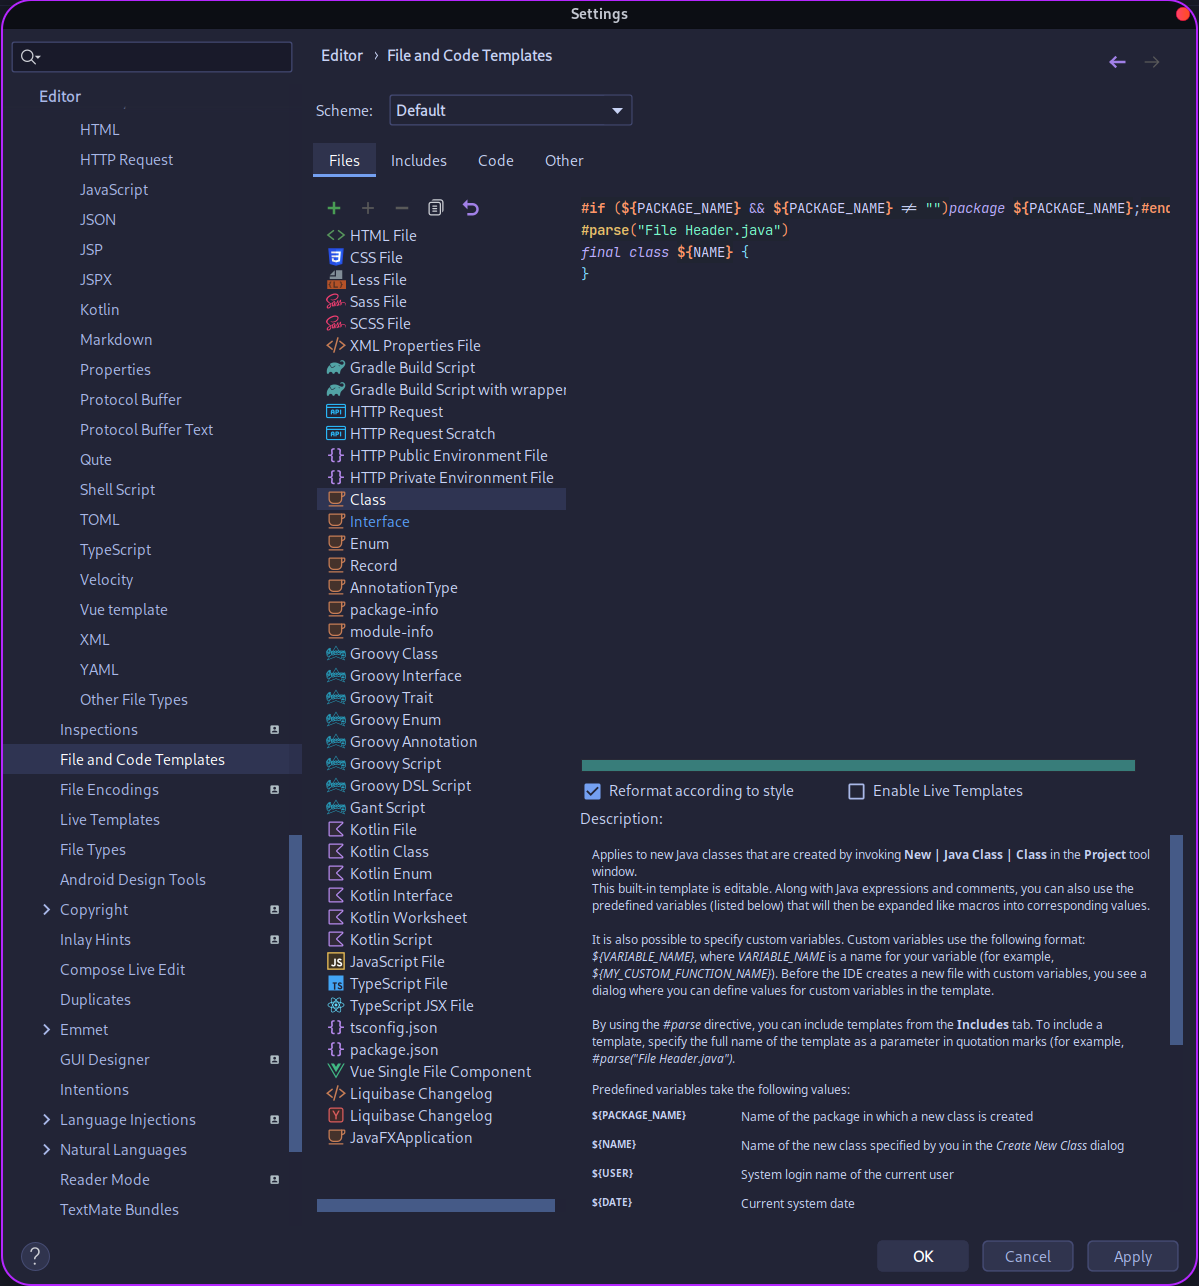 Settings
Editor › File and Code Templates
Editor
HTML
HTTP Request
JavaScript
JSON
JSP
JSPX
Kotlin
Markdown
Properties
Protocol Buffer
Protocol Buffer Text
Qute
Shell Script
TOML
TypeScript
Velocity
Vue template
XML
YAML
Other File Types
Inspections
File and Code Templates
File Encodings
Live Templates
File Types
Android Design Tools
Copyright
Inlay Hints
Compose Live Edit
Duplicates
Emmet
GUI Designer
Intentions
Language Injections
Natural Languages
Reader Mode
TextMate Bundles
?
Scheme: Default
Files Includes Code Other
HTML File
CSS File
Less File
Sass File
SCSS File
XML Properties File
Gradle Build Script
Gradle Build Script with wrapper
HTTP Request
HTTP Request Scratch
HTTP Public Environment File
HTTP Private Environment File
Class
Interface
Enum
Record
AnnotationType
package-info
module-info
Groovy Class
Groovy Interface
Groovy Trait
Groovy Enum
Groovy Annotation
Groovy Script
Groovy DSL Script
Gant Script
Kotlin File
Kotlin Class
Kotlin Enum
Kotlin Interface
Kotlin Worksheet
Kotlin Script
JavaScript File
TypeScript File
TypeScript JSX File
tsconfig.json
package.json
Vue Single File Component
Liquibase Changelog
Liquibase Changelog
JavaFXApplication
#if (${PACKAGE_NAME} && ${PACKAGE_NAME} ≠ "")package ${PACKAGE_NAME};#end
#parse("File Header.java")
final class ${NAME} {
}
Reformat according to style Enable Live Templates
Description:
Applies to new Java classes that are created by invoking New | Java Class | Class in the Project tool
window.
This built-in template is editable. Along with Java expressions and comments, you can also use the
predefined variables (listed below) that will then be expanded like macros into corresponding values.
It is also possible to specify custom variables. Custom variables use the following format:
${VARIABLE_NAME}, where VARIABLE_NAME is a name for your variable (for example,
${MY_CUSTOM_FUNCTION_NAME}). Before the IDE creates a new file with custom variables, you see a
dialog where you can define values for custom variables in the template.
By using the #parse directive, you can include templates from the Includes tab. To include a
template, specify the full name of the template as a parameter in quotation marks (for example,
#parse("File Header.java").
Predefined variables take the following values:
${PACKAGE_NAME} Name of the package in which a new class is created
${NAME} Name of the new class specified by you in the Create New Class dialog
${USER} System login name of the current user
${DATE} Current system date
OK Cancel Apply